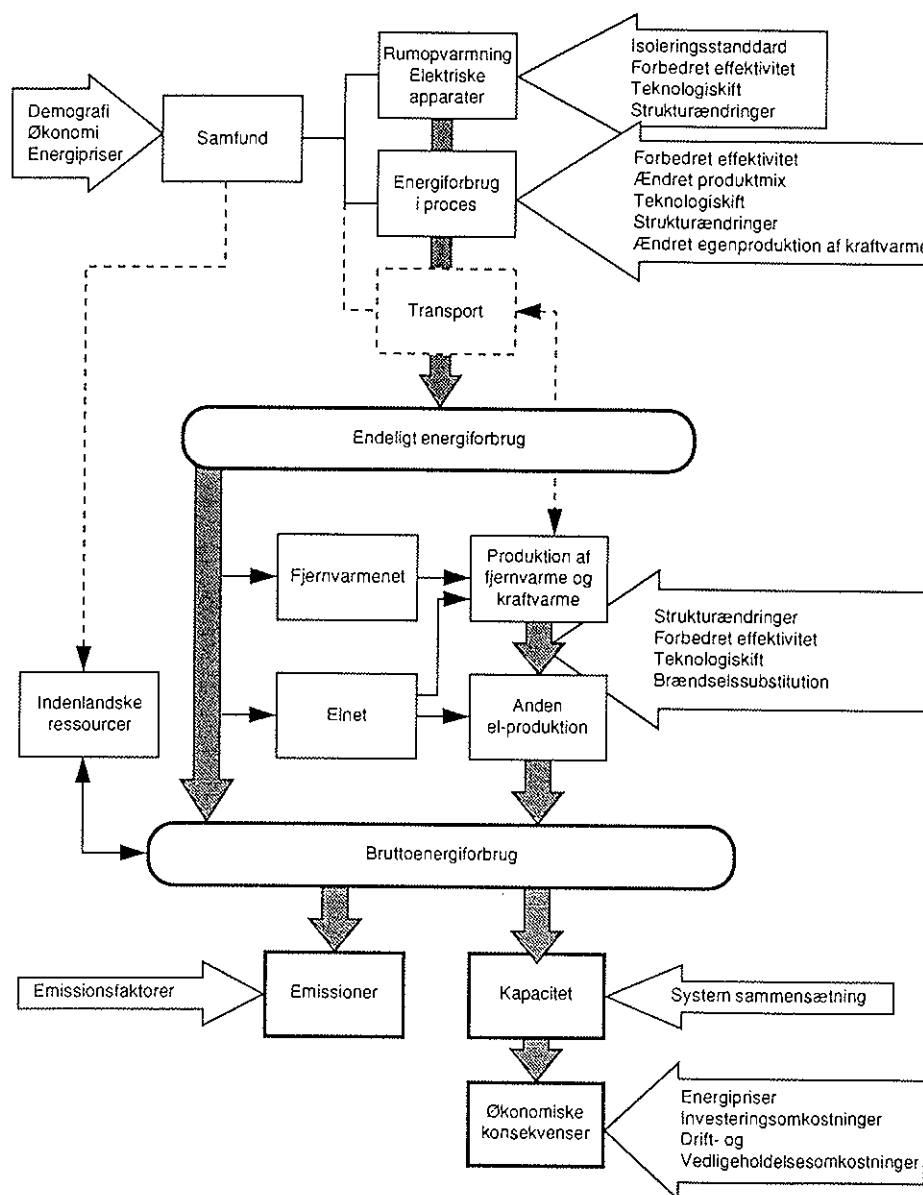 Rumopvarmning
Elektriske
apparater
Isoleringsstanddard
Forbedret effektivitet
Teknologiskift
Strukturændringer
Demografi
Økonomi
Energipriser
Samfund
Energiforbrug
i proces
Forbedret effektivitet
Ændret produktmix
Teknologiskift
Strukturændringer
Ændret egenproduktion af kraftvarme
Transport
Endeligt energiforbrug
Fjernvarmenet
Produktion af
fjernvarme og
kraftvarme
Strukturændringer
Forbedret effektivitet
Teknologiskift
Brændselssubstitution
Indenlandske
ressourcer
Elnet
Anden
el-produktion
Bruttoenergiforbrug
Emissionsfaktorer
Emissioner
Kapacitet
System sammensætning
Økonomiske
konsekvenser
Energipriser
Investeringsomkostninger
Drift- og
Vedligeholdelsesomkostninger